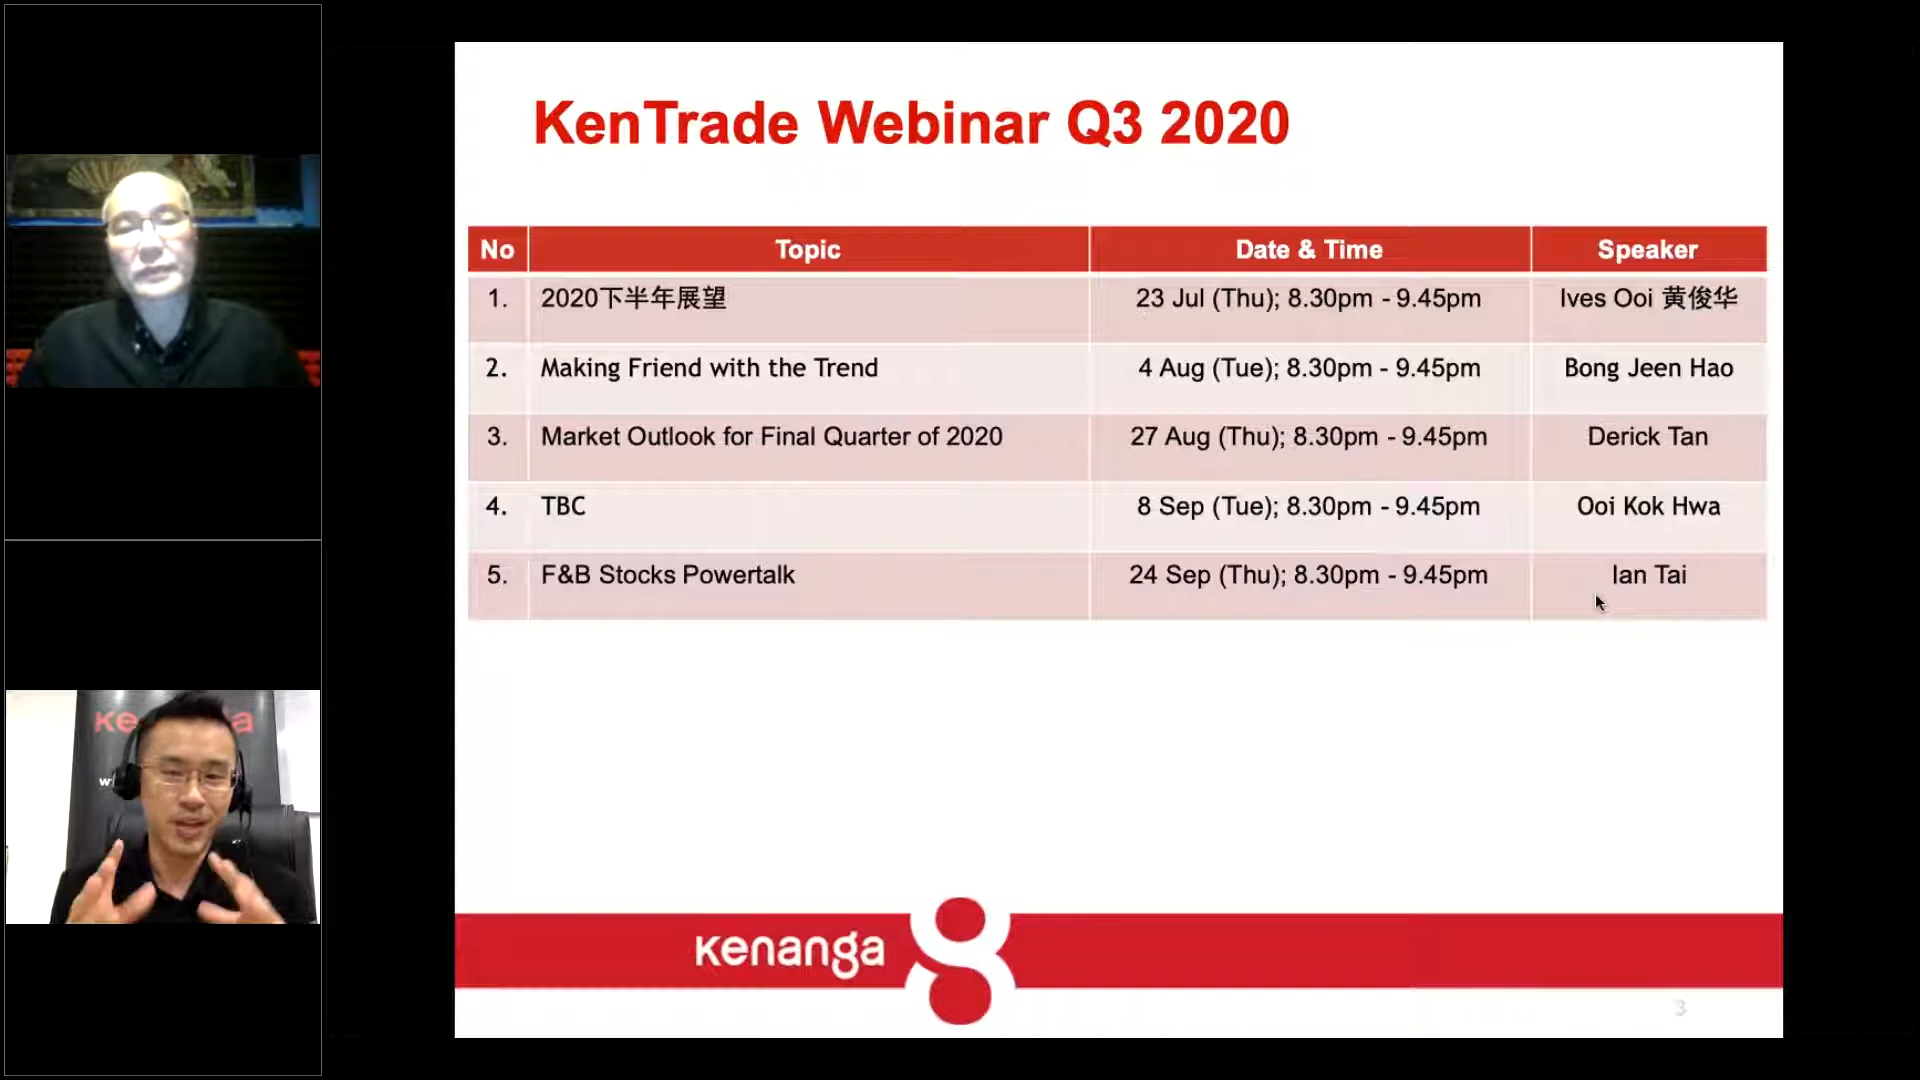 KenTrade Webinar Q3 2020
No Topic Date & Time Speaker
1. 2020下半年展望 23 Jul (Thu); 8.30pm - 9.45pm Ives Ooi 黄俊华
2. Making Friend with the Trend 4 Aug (Tue); 8.30pm - 9.45pm Bong Jeen Hao
3. Market Outlook for Final Quarter of 2020 27 Aug (Thu); 8.30pm - 9.45pm Derick Tan
4. TBC 8 Sep (Tue); 8.30pm - 9.45pm Ooi Kok Hwa
5. F&B Stocks Powertalk 24 Sep (Thu); 8.30pm - 9.45pm Ian Tai
kenanga
3